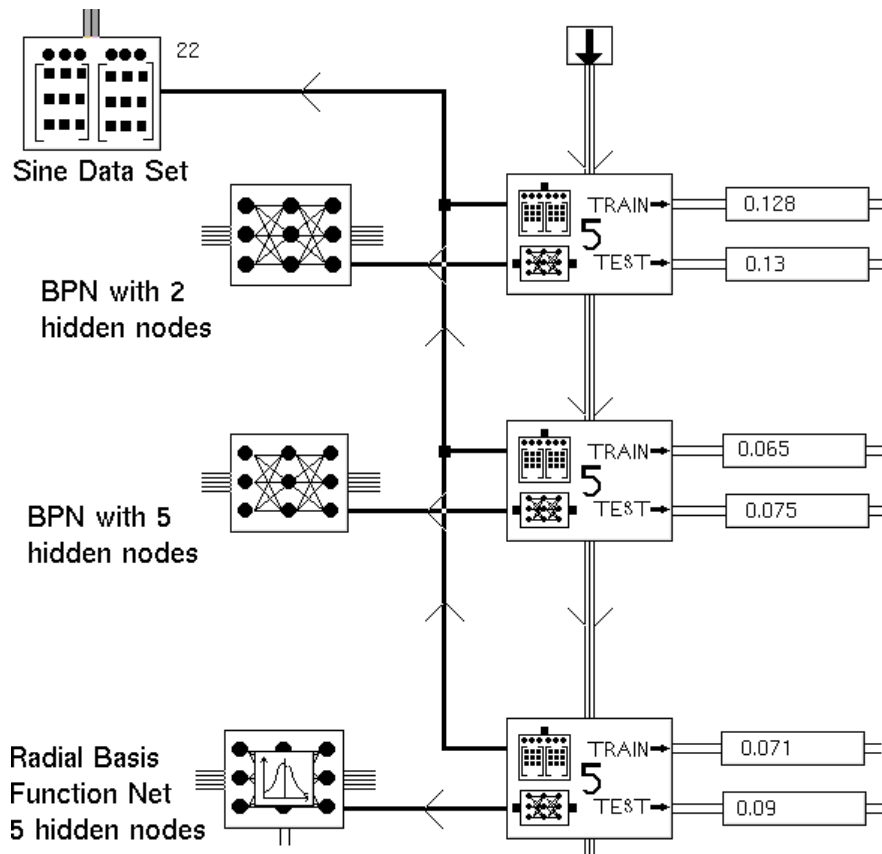 22
Sine Data Set
TRAIN
5
TEST
0.128
0.13
BPN with 2
hidden nodes
TRAIN
5
TEST
0.065
0.075
BPN with 5
hidden nodes
TRAIN
5
TEST
0.071
0.09
Radial Basis
Function Net
5 hidden nodes